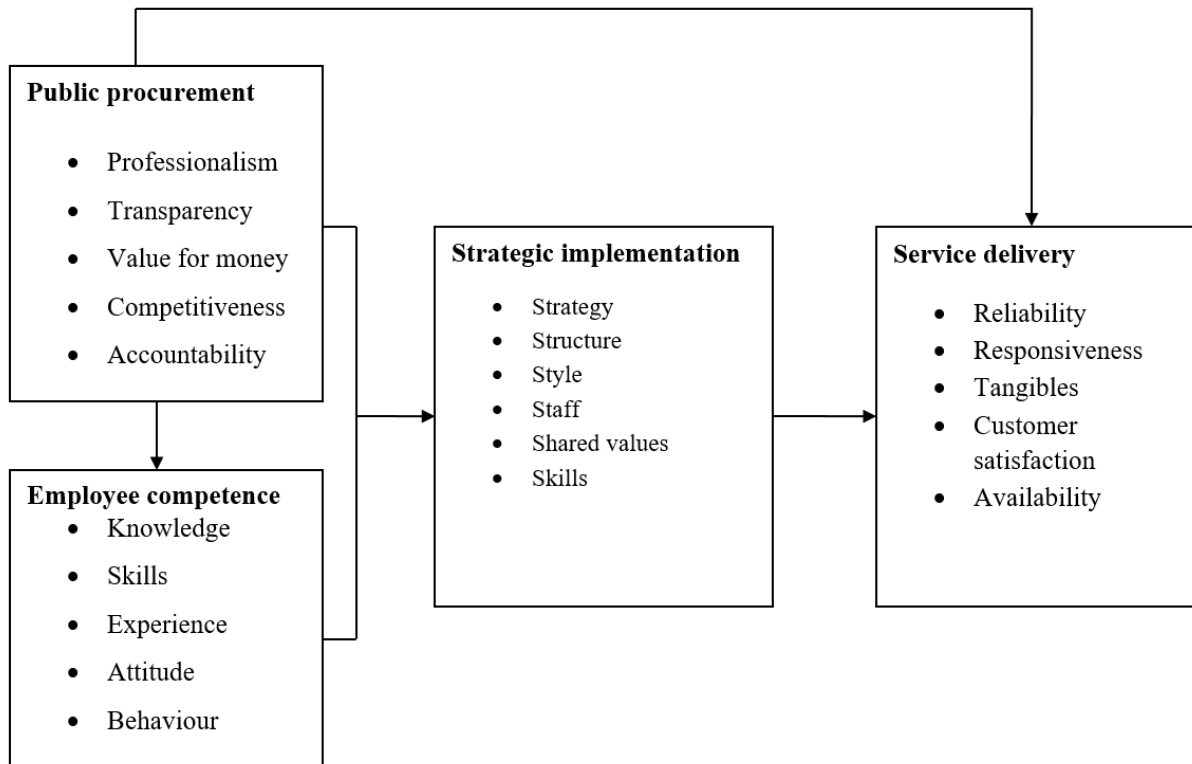 Public procurement
• Professionalism
• Transparency
• Value for money
• Competitiveness
• Accountability
Employee competence
• Knowledge
• Skills
• Experience
• Attitude
• Behaviour
Strategic implementation
• Strategy
• Structure
• Style
• Staff
• Shared values
• Skills
Service delivery
• Reliability
• Responsiveness
• Tangibles
• Customer
satisfaction
• Availability